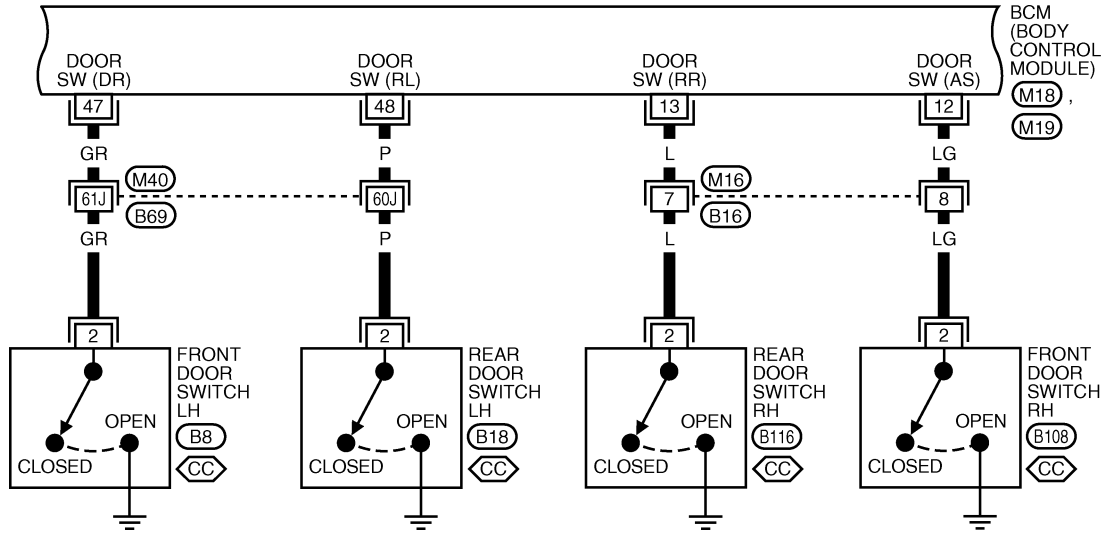 BCM
(BODY
CONTROL
MODULE)
M18 ,
M19
DOOR
SW (DR)
DOOR
SW (RL)
DOOR
SW (RR)
DOOR
SW (AS)
47
48
13
12
GR
P
L
LG
M40
M16
61J
60J
7
8
B69
B16
GR
P
L
LG
2
2
2
2
FRONT
DOOR
SWITCH
LH
B8
CC
OPEN
CLOSED
REAR
DOOR
SWITCH
LH
B18
CC
OPEN
CLOSED
REAR
DOOR
SWITCH
RH
B116
CC
OPEN
CLOSED
FRONT
DOOR
SWITCH
RH
B108
CC
OPEN
CLOSED